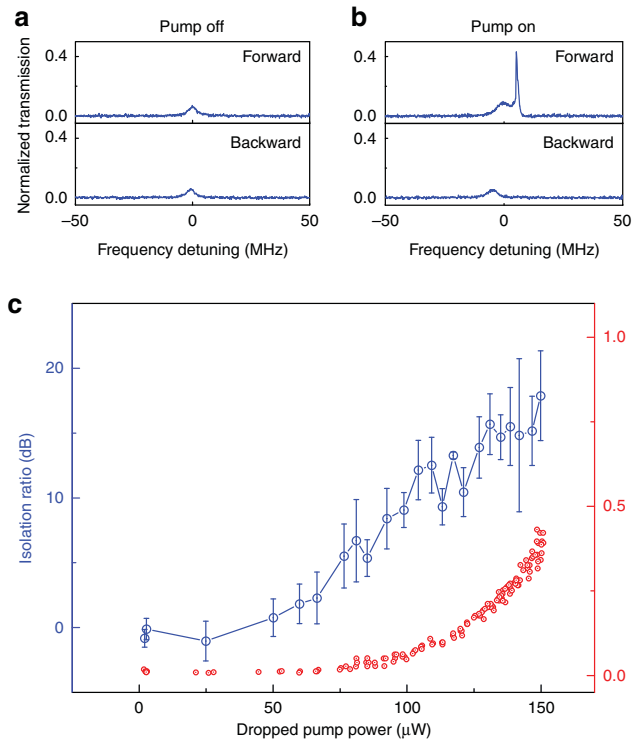 a
Pump off
b
Pump on
Normalized transmission
0.4
Forward
0.0
0.4
Backward
0.0
−50
0
50
Frequency detuning (MHz)
0.4
Forward
0.0
0.4
Backward
0.0
−50
0
50
Frequency detuning (MHz)
c
Isolation ratio (dB)
20
10
0
1.0
0.5
0.0
0
50
100
150
Dropped pump power (μW)